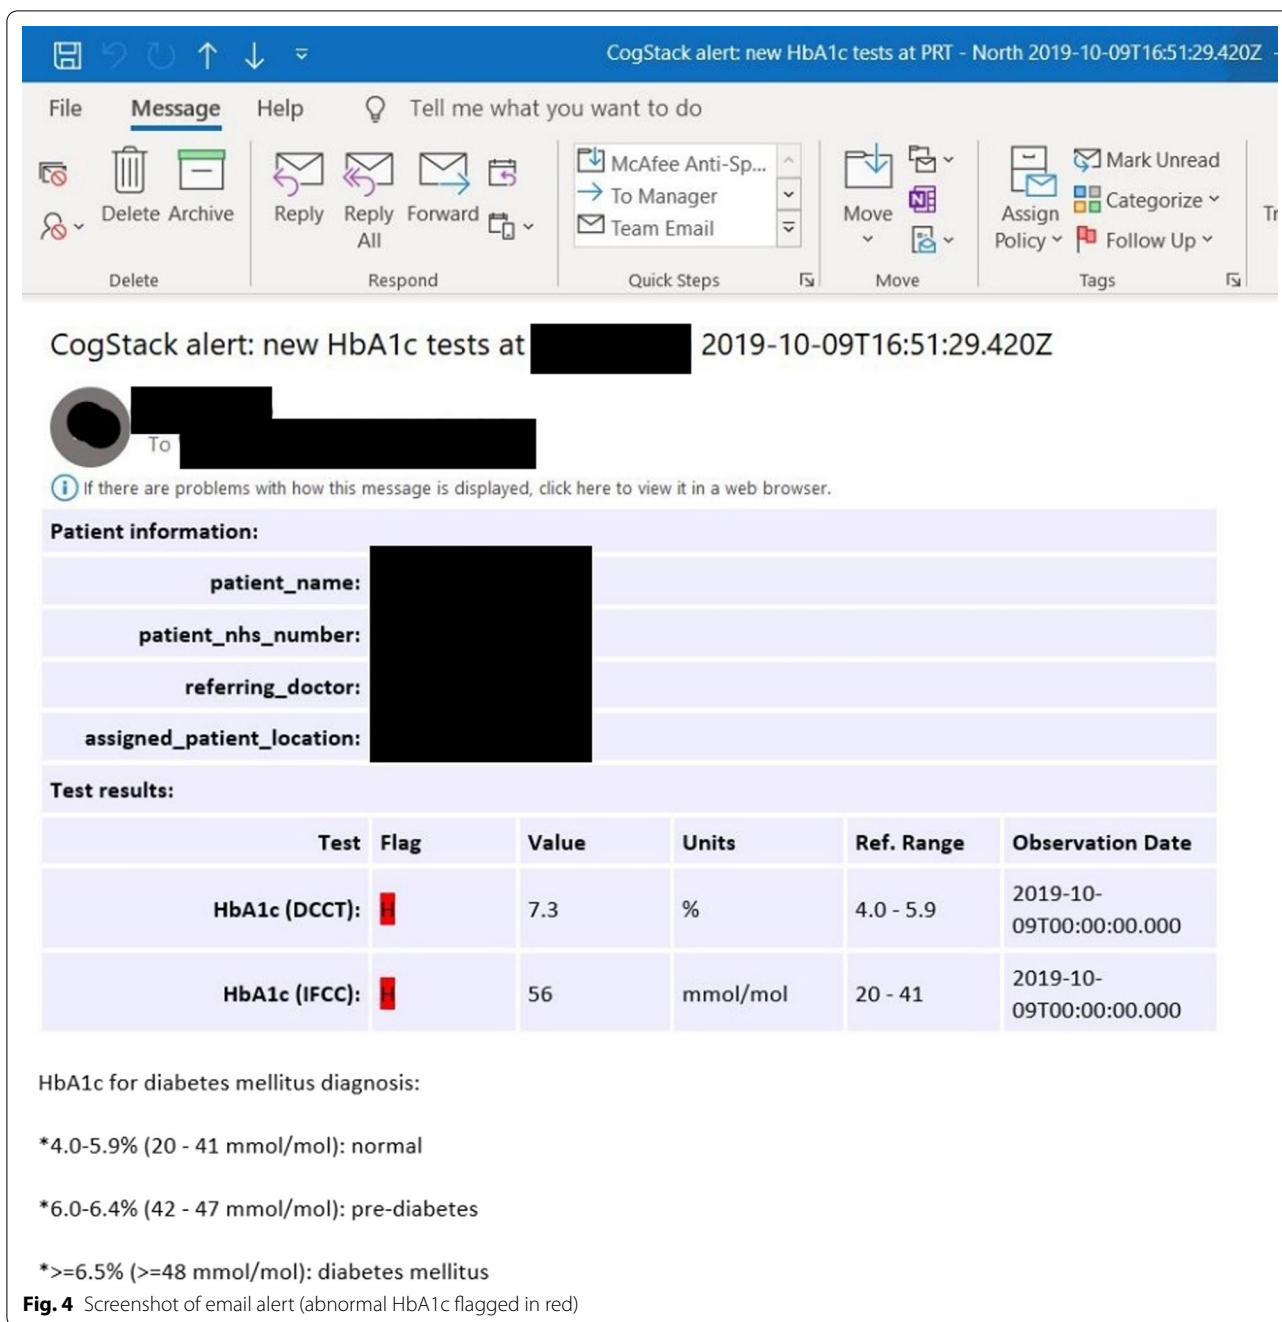 CogStack alert: new HbA1c tests at PRT - North 2019-10-09T16:51:29.420Z -
File Message Help Tell me what you want to do
Delete Archive
Reply Reply All Forward
McAfee Anti-Sp...
To Manager
Team Email
Move
Assign Policy
Mark Unread
Categorize
Follow Up
Delete Respond Quick Steps Move Tags
CogStack alert: new HbA1c tests at 2019-10-09T16:51:29.420Z
To
If there are problems with how this message is displayed, click here to view it in a web browser.
Patient information:
patient_name:
patient_nhs_number:
referring_doctor:
assigned_patient_location:
Test results:
Test Flag Value Units Ref. Range Observation Date
HbA1c (DCCT): H 7.3 % 4.0 - 5.9 2019-10-
09T00:00:00.000
HbA1c (IFCC): H 56 mmol/mol 20 - 41 2019-10-
09T00:00:00.000
HbA1c for diabetes mellitus diagnosis:
*4.0-5.9% (20 - 41 mmol/mol): normal
*6.0-6.4% (42 - 47 mmol/mol): pre-diabetes
*>=6.5% (>=48 mmol/mol): diabetes mellitus
Fig. 4 Screenshot of email alert (abnormal HbA1c flagged in red)